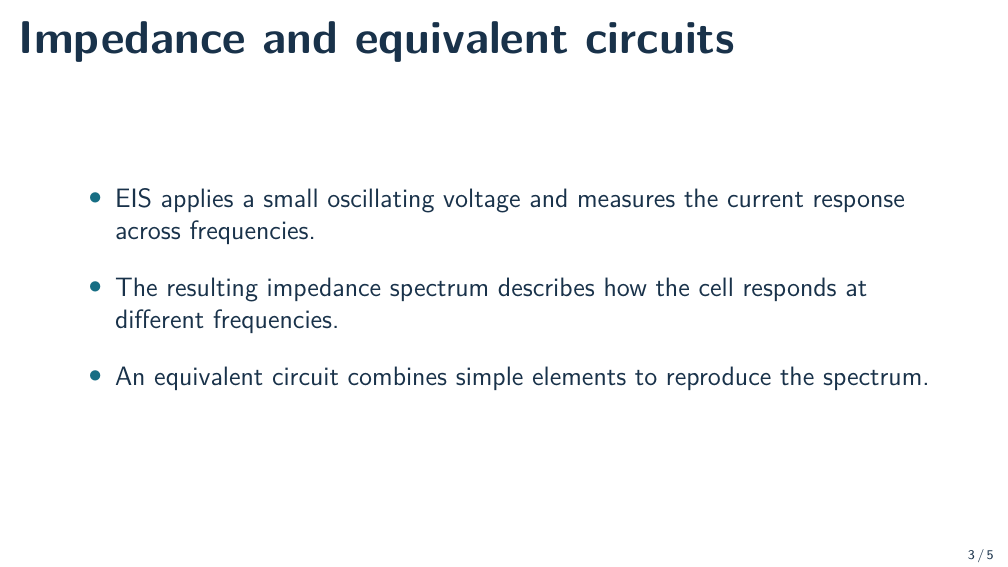 Impedance and equivalent circuits
• EIS applies a small oscillating voltage and measures the current response
across frequencies.
• The resulting impedance spectrum describes how the cell responds at
different frequencies.
• An equivalent circuit combines simple elements to reproduce the spectrum.
3 / 5